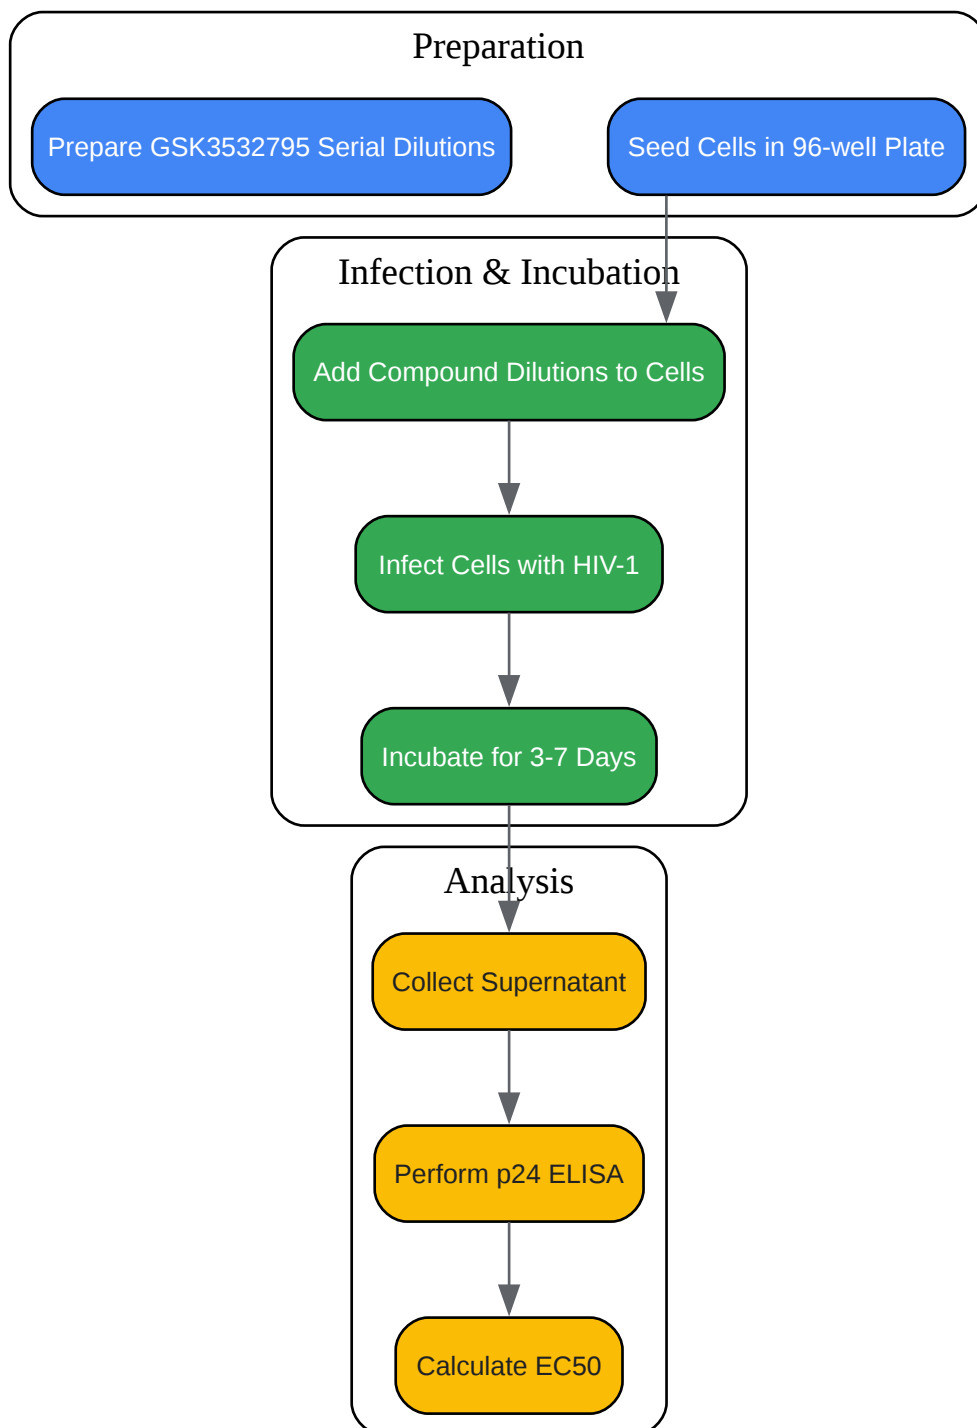 Preparation
Prepare GSK3532795 Serial Dilutions
Seed Cells in 96-well Plate
Infection & Incubation
Add Compound Dilutions to Cells
Infect Cells with HIV-1
Incubate for 3-7 Days
Analysis
Collect Supernatant
Perform p24 ELISA
Calculate EC50